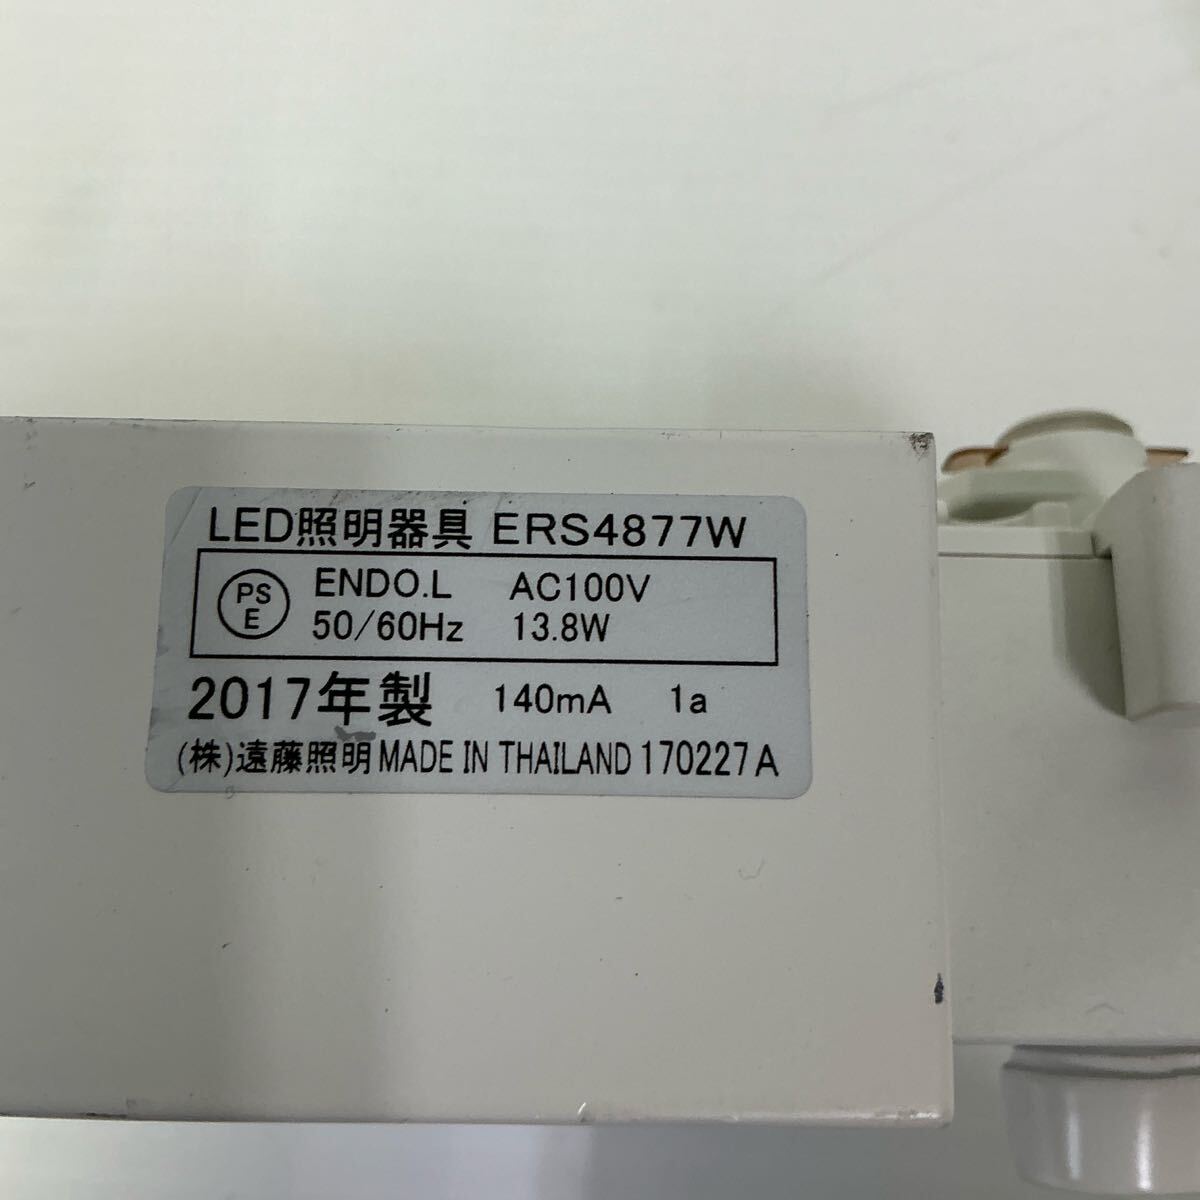 LED照明器具 ERS4877W
PS
E
ENDO.L AC100V
50/60Hz 13.8W
2017年製 140mA 1a
(株)遠藤照明 MADE IN THAILAND 170227A